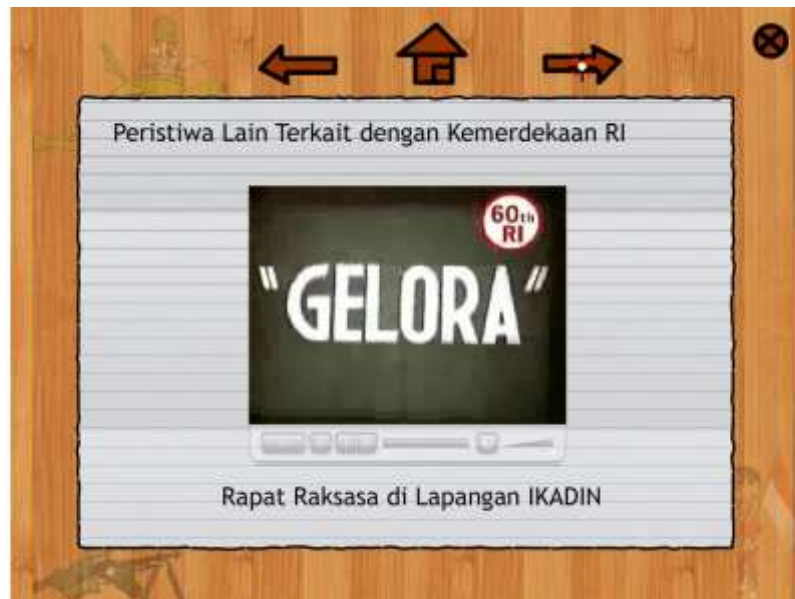 Peristiwa Lain Terkait dengan Kemerdekaan RI
60th
RI
"GELORA"
Rapat Raksasa di Lapangan IKADIN